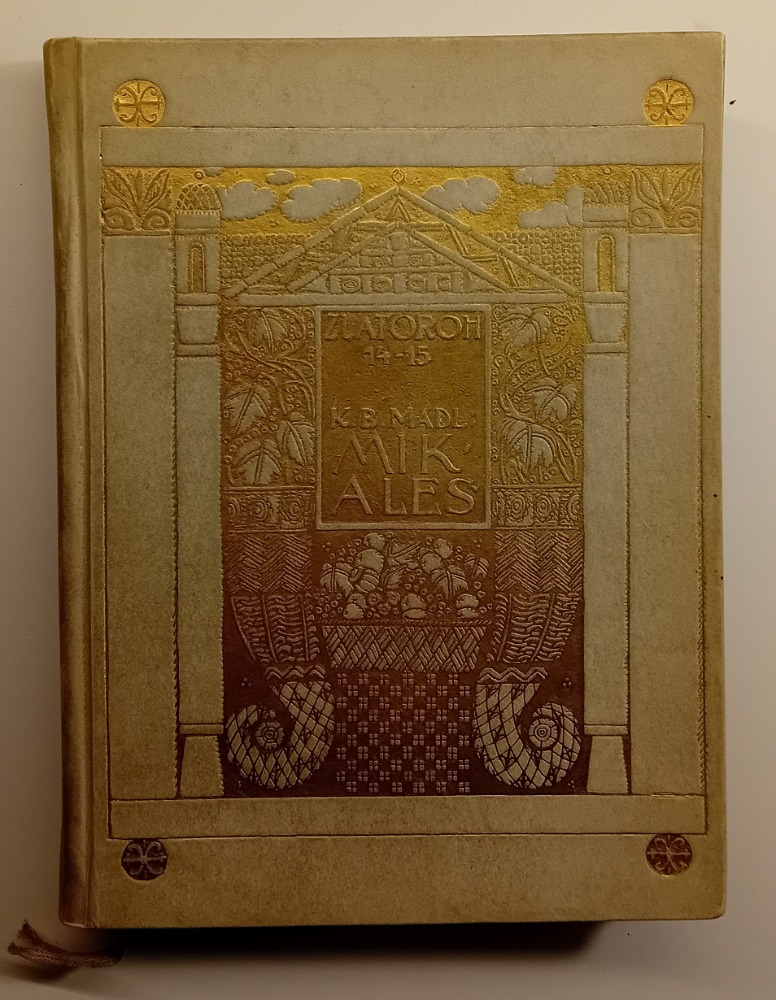 ZLATOROH
14-15
K. B. MÁDL:
MIK.
ALEŠ